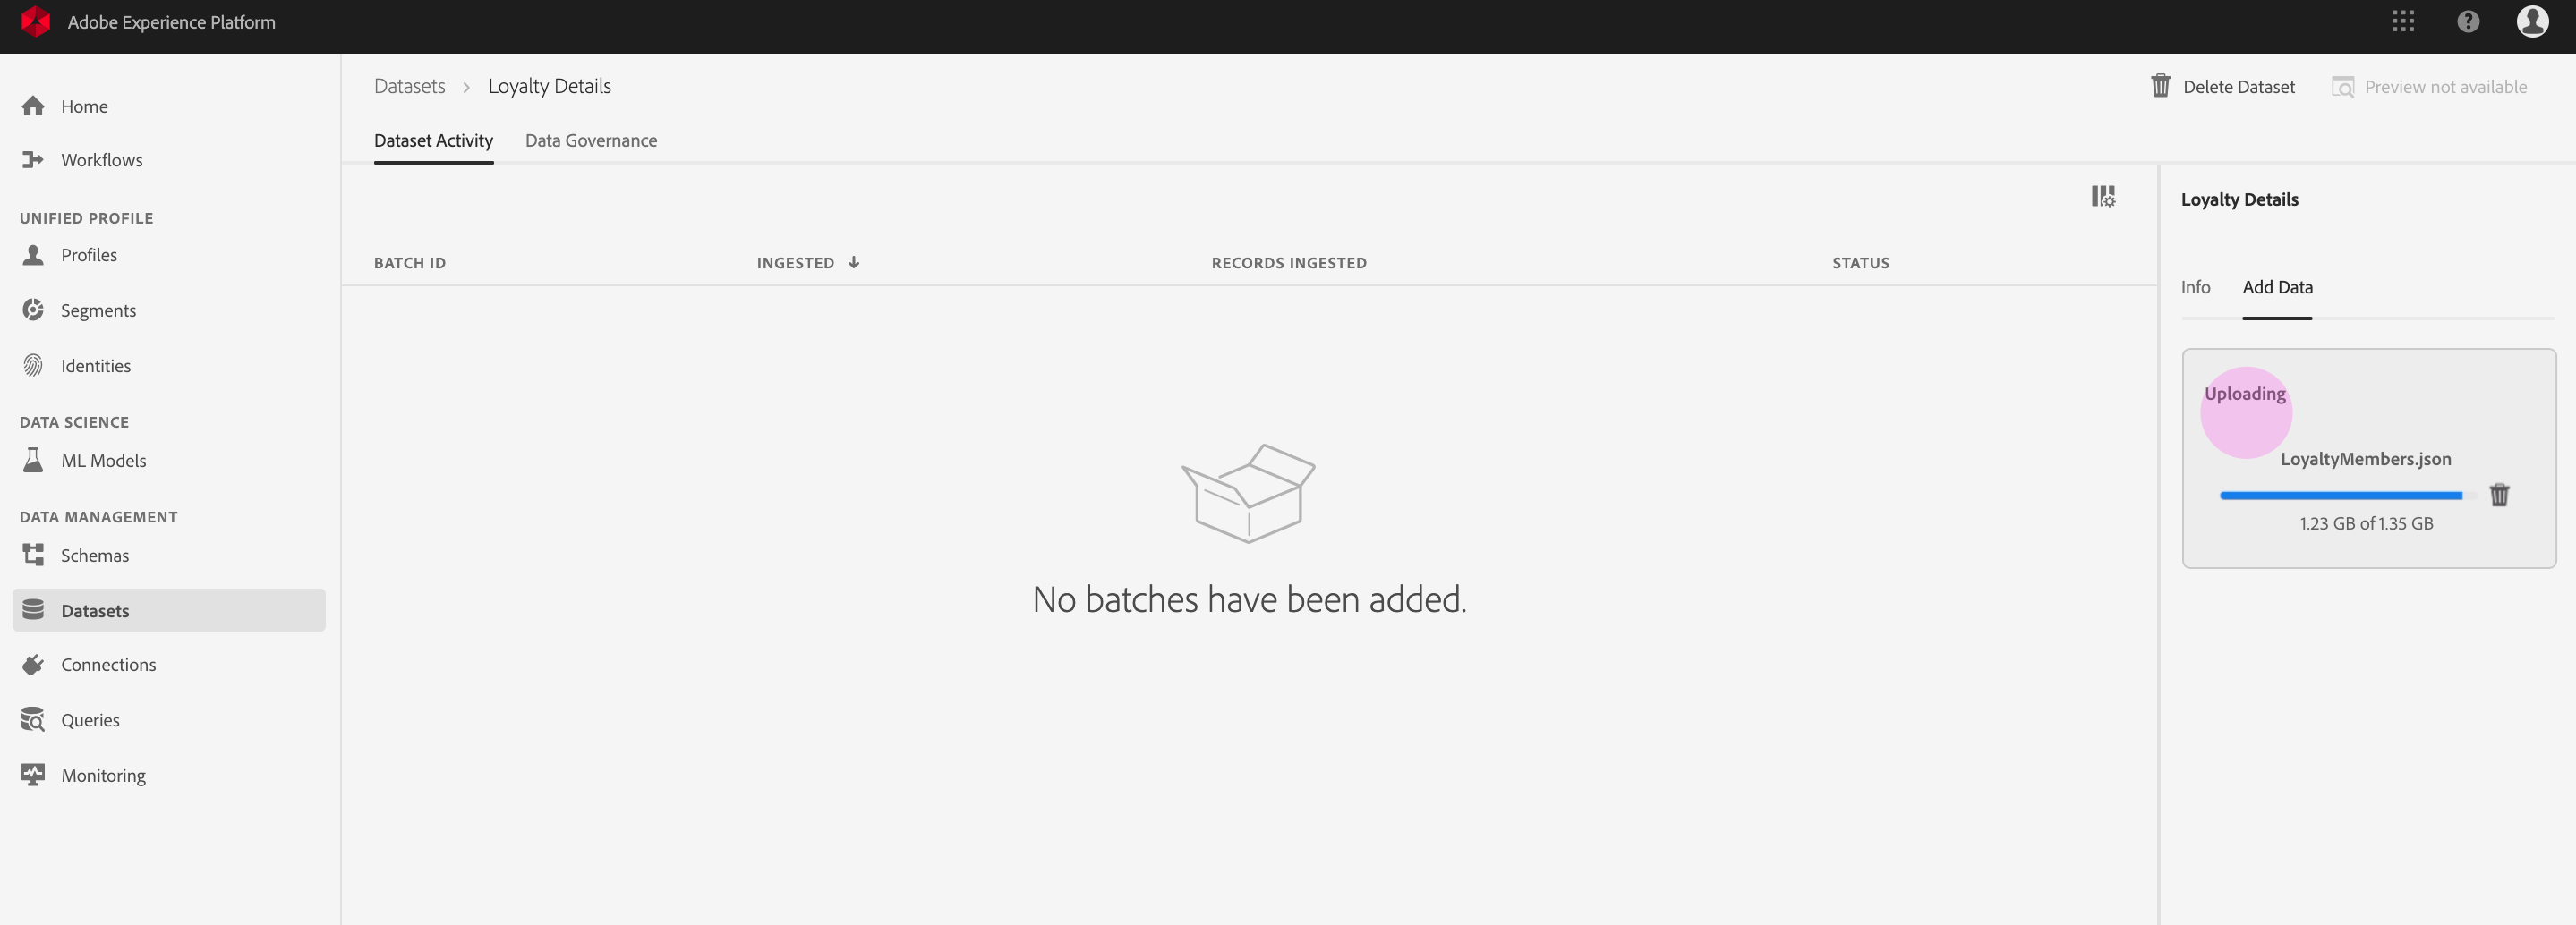 Adobe Experience Platform
Home
Workflows
UNIFIED PROFILE
Profiles
Segments
Identities
DATA SCIENCE
ML Models
DATA MANAGEMENT
Schemas
Datasets
Connections
Queries
Monitoring
Datasets > Loyalty Details
Delete Dataset
Preview not available
Dataset Activity Data Governance
BATCH ID INGESTED RECORDS INGESTED STATUS
No batches have been added.
Loyalty Details
Info Add Data
Uploading
LoyaltyMembers.json
1.23 GB of 1.35 GB